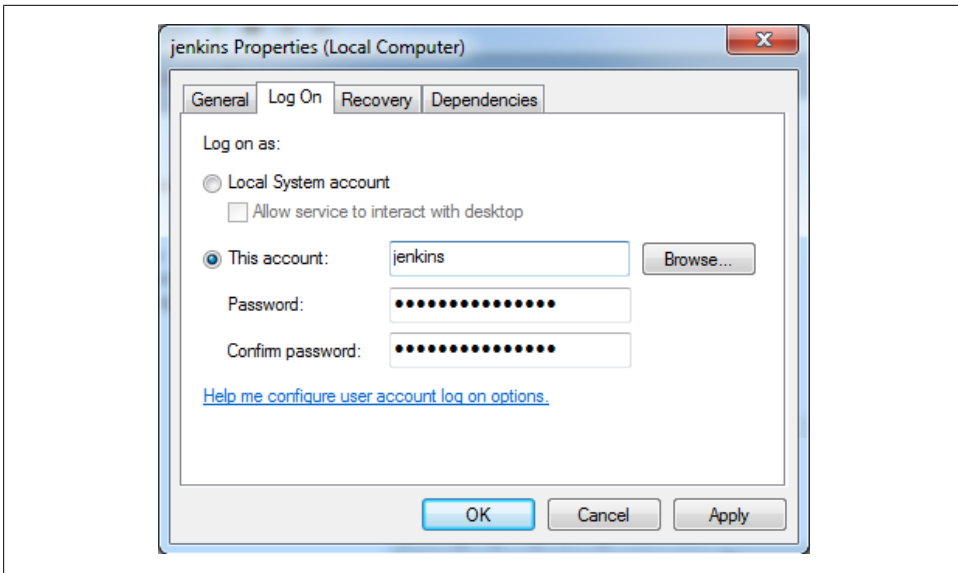 jenkins Properties (Local Computer)
General Log On Recovery Dependencies
Log on as:
Local System account
Allow service to interact with desktop
This account: jenkins Browse...
Password: •••••••••••••••
Confirm password: •••••••••••••••
Help me configure user account log on options.
OK Cancel Apply